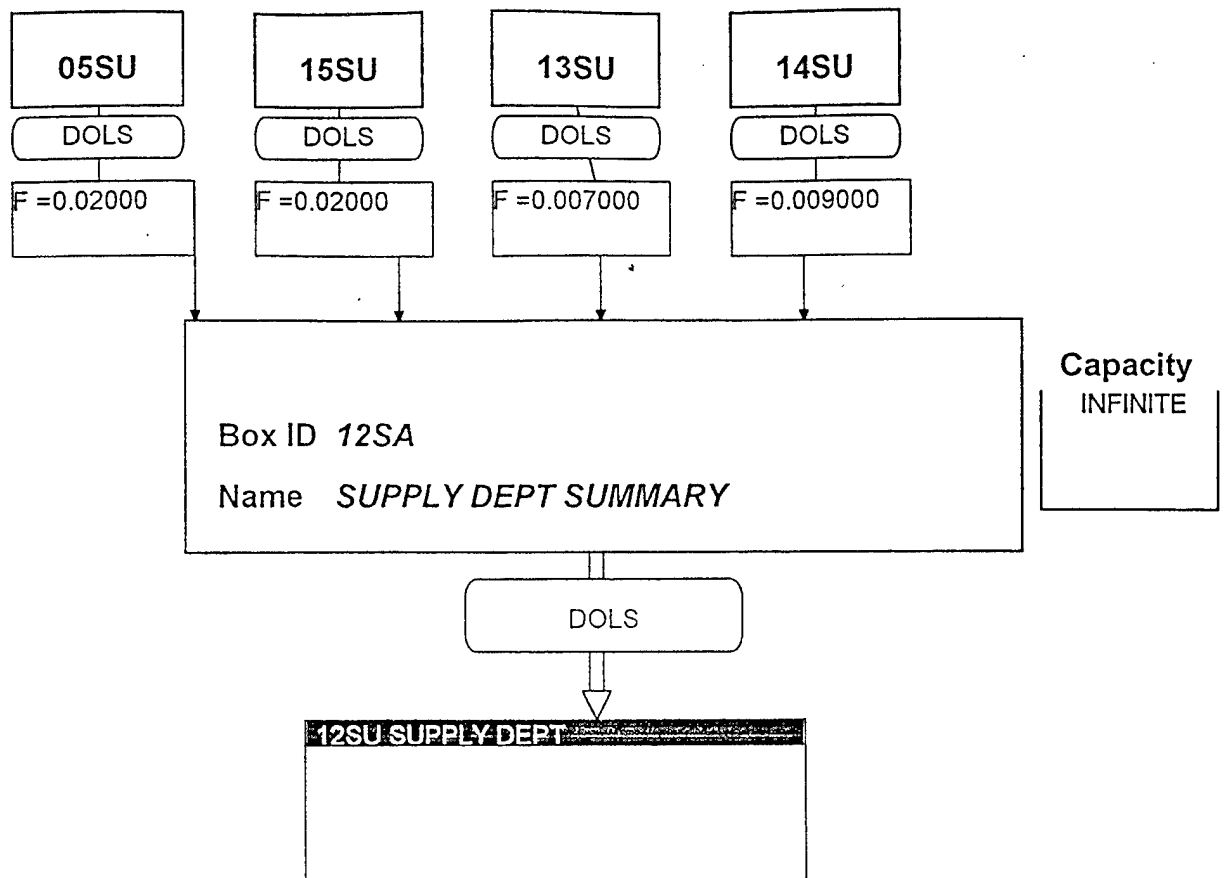 05SU 15SU 13SU 14SU
DOLS DOLS DOLS DOLS
F =0.02000 F =0.02000 F =0.007000 F =0.009000
Capacity
INFINITE
Box ID 12SA
Name SUPPLY DEPT SUMMARY
DOLS
12SU SUPPLY DEPT